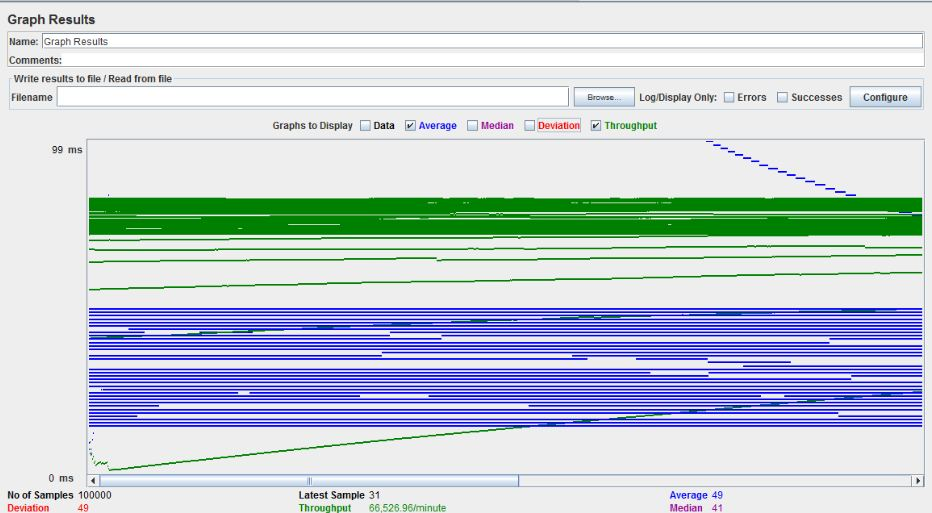 Graph Results
Name: Graph Results
Comments:
Write results to file / Read from file
Filename Browse... Log/Display Only: Errors Successes Configure
Graphs to Display Data Average Median Deviation Throughput
99 ms
0 ms
No of Samples 100000 Latest Sample 31 Average 49
Deviation 49 Throughput 66,526.96/minute Median 41